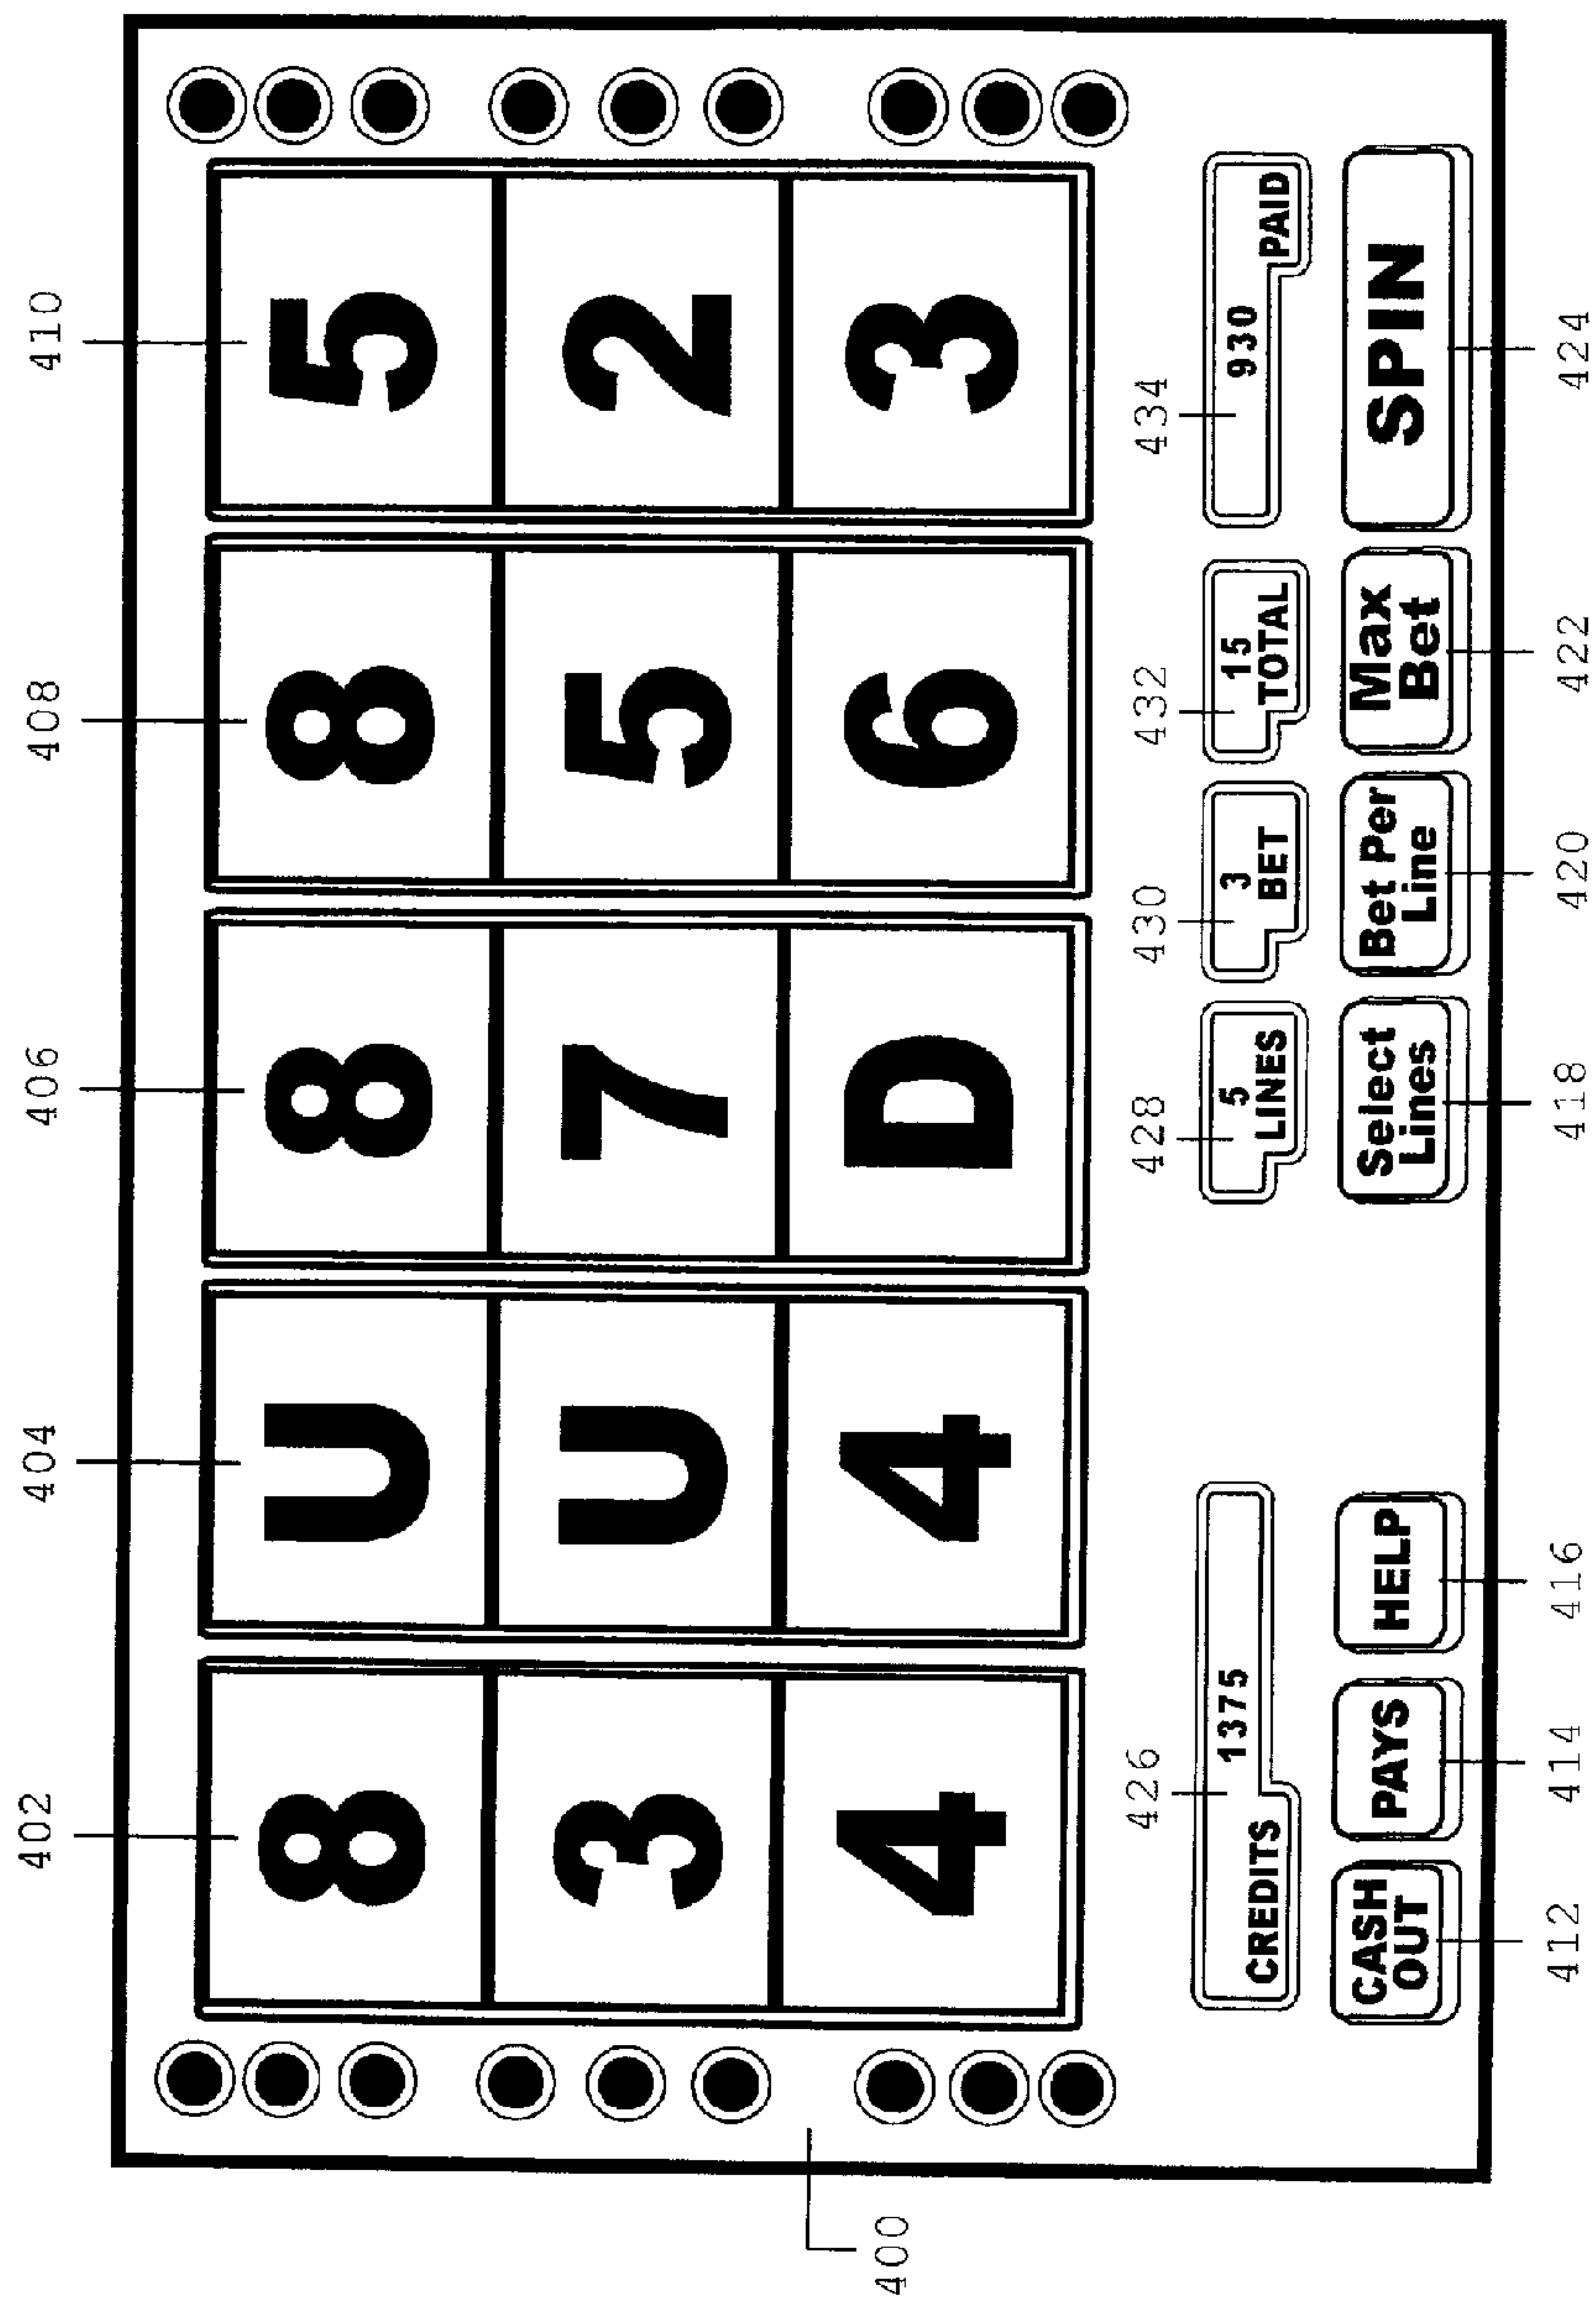 402 404 406 408 410
8 U 8 8 5
3 U 7 5 2
4 4 D 6 3
426 428 430 432 434
1375 5 3 15 930
CREDITS LINES BET TOTAL PAID
CASH OUT
PAYS
HELP
Select Lines
Bet Per Line
Max Bet
SPIN
412 414 416 418 420 422 424
400